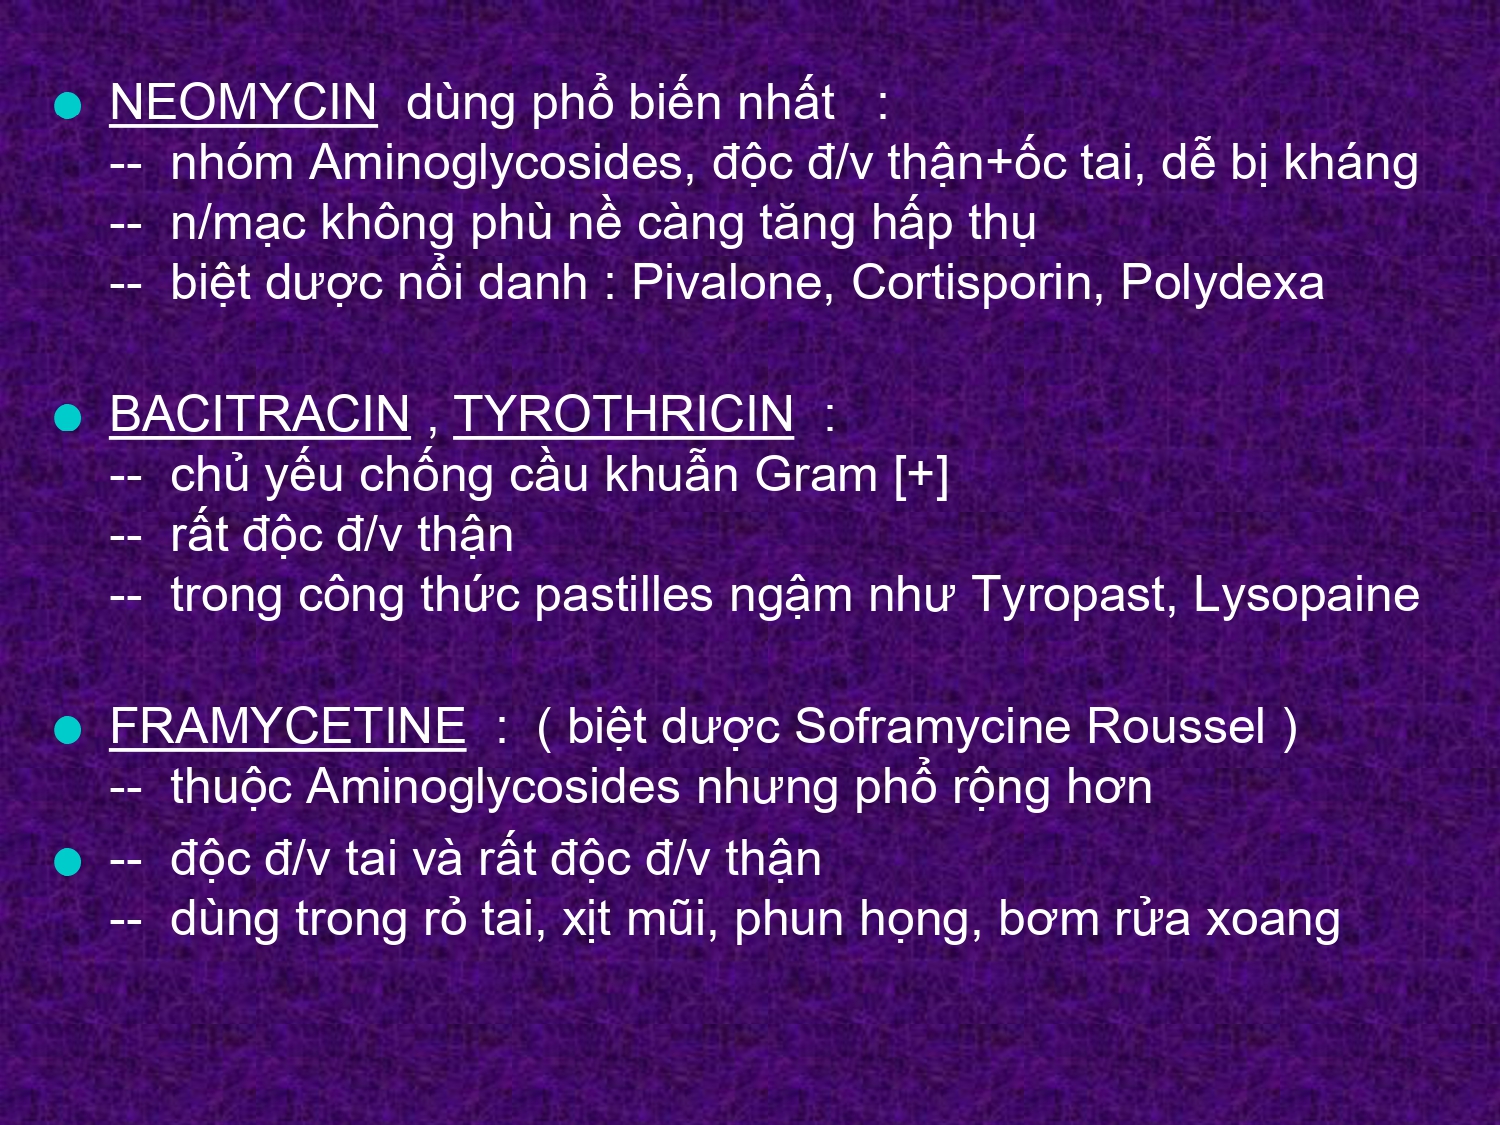 NEOMYCIN dùng phổ biến nhất :
-- nhóm Aminoglycosides, độc đ/v thận+ốc tai, dễ bị kháng
-- n/mạc không phù nề càng tăng hấp thụ
-- biệt dược nổi danh : Pivalone, Cortisporin, Polydexa
BACITRACIN , TYROTHRICIN :
-- chủ yếu chống cầu khuẫn Gram [+]
-- rất độc đ/v thận
-- trong công thức pastilles ngậm như Tyropast, Lysopaine
FRAMYCETINE : ( biệt dược Soframycine Roussel )
-- thuộc Aminoglycosides nhưng phổ rộng hơn
-- độc đ/v tai và rất độc đ/v thận
-- dùng trong rỏ tai, xịt mũi, phun họng, bơm rửa xoang